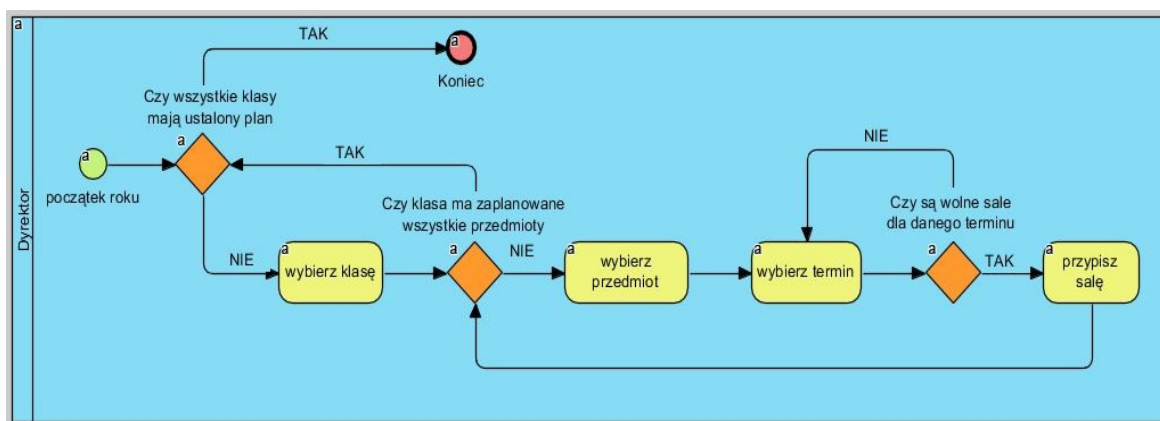 a
TAK
a
Koniec
Czy wszystkie klasy
mają ustalony plan
a
a
początek roku
TAK
NIE
Czy klasa ma zaplanowane
wszystkie przedmioty
Czy są wolne sale
dla danego terminu
NIE
a
wybierz klasę
a
NIE
a
wybierz
przedmiot
a
wybierz termin
a
TAK
a
przypisz
salę
Dyrektor